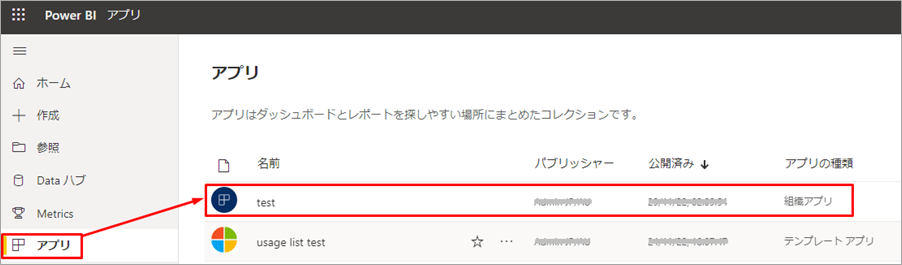 Power BI アプリ
ホーム
作成
参照
Data ハブ
Metrics
アプリ
アプリ
アプリはダッシュボードとレポートを探しやすい場所にまとめたコレクションです。
名前 パブリッシャー 公開済み ↓ アプリの種類
test 組織アプリ
usage list test テンプレート アプリ